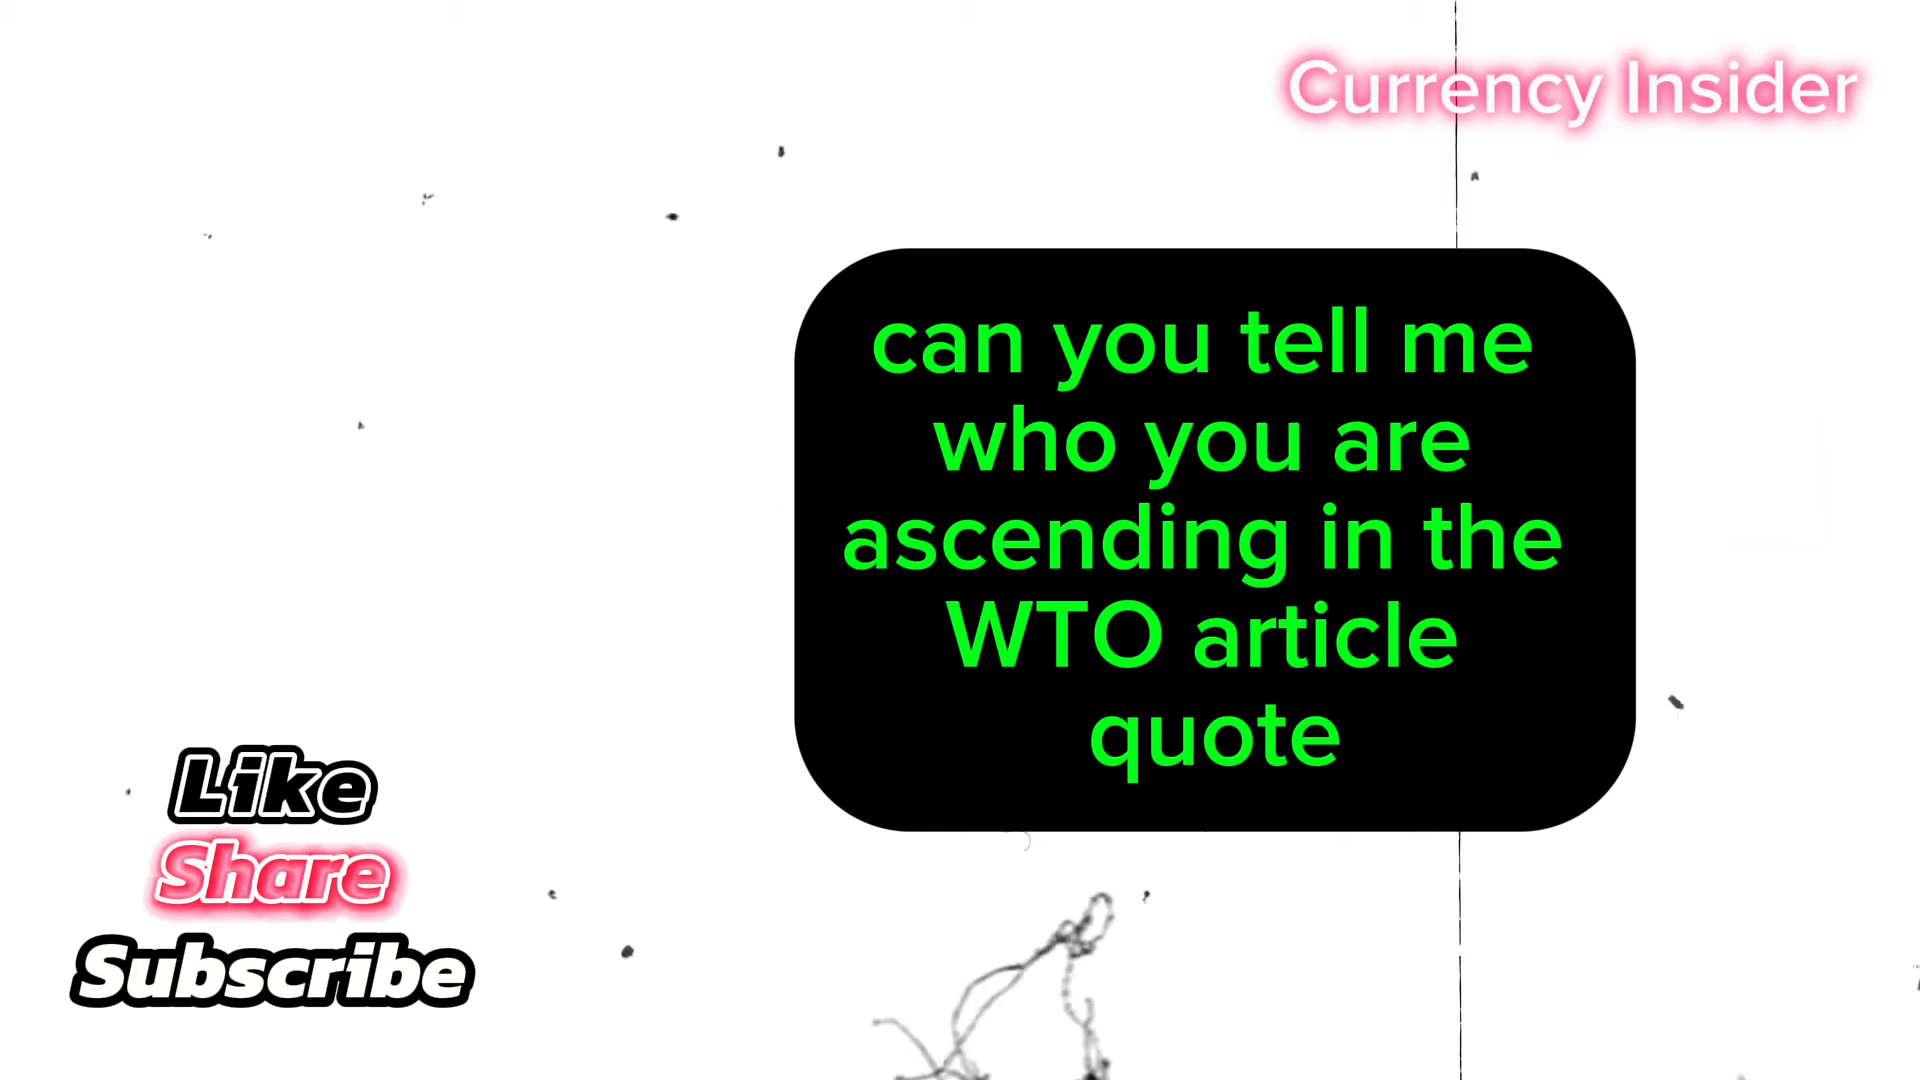 Currency Insider
can you tell me
who you are
ascending in the
WTO article
quote
Like
Share
Subscribe